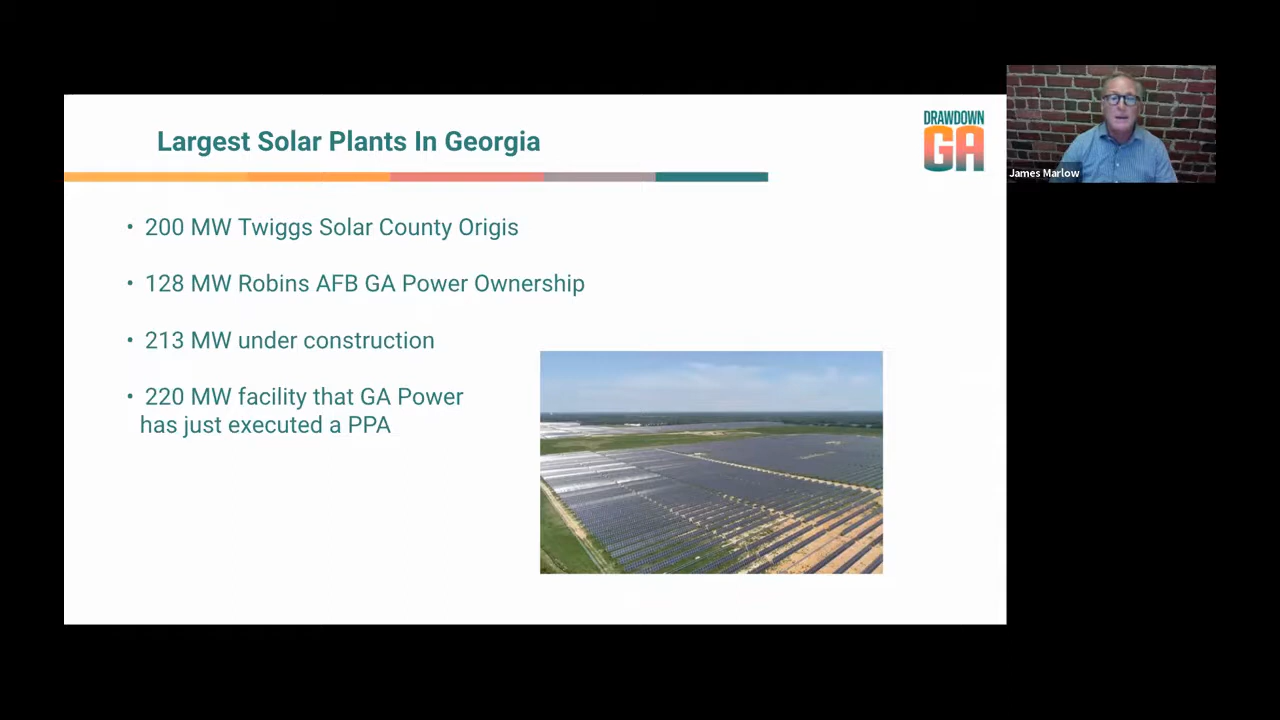 Largest Solar Plants In Georgia
DRAWDOWN
GA
James Marlow
• 200 MW Twiggs Solar County Origis
• 128 MW Robins AFB GA Power Ownership
• 213 MW under construction
• 220 MW facility that GA Power
has just executed a PPA